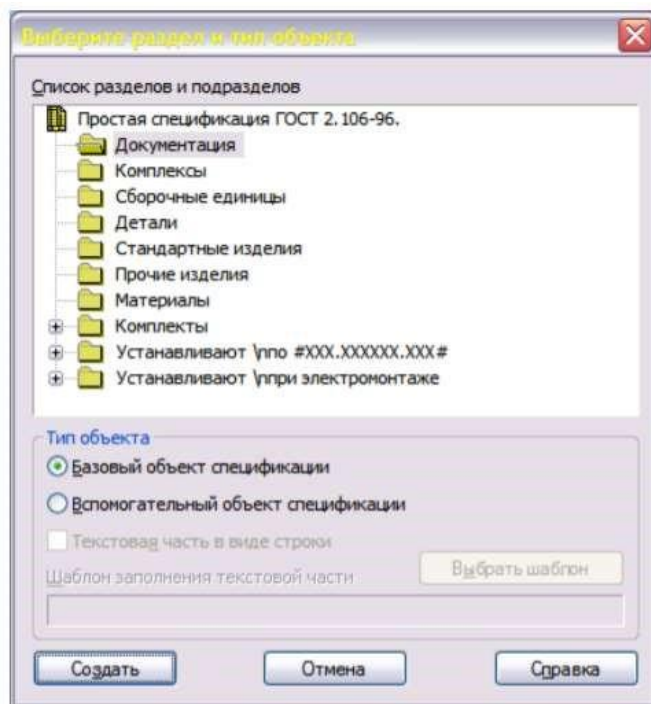 Выберите раздел и тип объекта
Список разделов и подразделов
Простая спецификация ГОСТ 2.106-96.
Документация
Комплексы
Сборочные единицы
Детали
Стандартные изделия
Прочие изделия
Материалы
Комплекты
Устанавливают \nпо #XXX.XXXXXX.XXX#
Устанавливают \nпри электромонтаже
Тип объекта
Базовый объект спецификации
Вспомогательный объект спецификации
Текстовая часть в виде строки
Шаблон заполнения текстовой части
Выбрать шаблон
Создать Отмена Справка